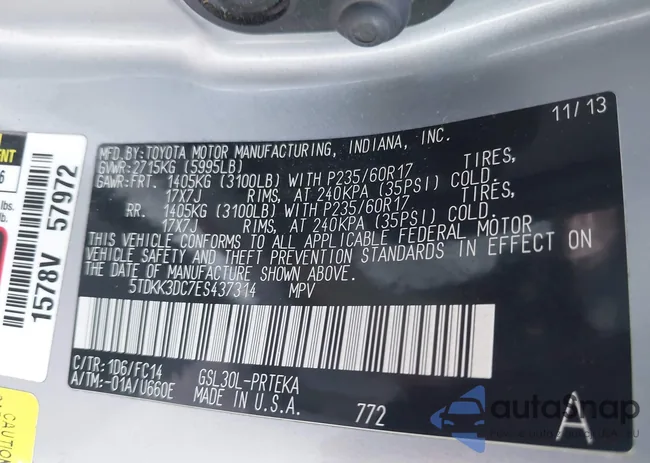 11/13
MFD.BY:TOYOTA MOTOR MANUFACTURING, INDIANA, INC.
GVWR:2715KG (5995LB)
GAWR:FRT. 1405KG (3100LB) WITH P235/60R17 TIRES,
17X7J RIMS, AT 240KPA (35PSI) COLD.
RR. 1405KG (3100LB) WITH P235/60R17 TIRES,
17X7J RIMS, AT 240KPA (35PSI) COLD.
THIS VEHICLE CONFORMS TO ALL APPLICABLE FEDERAL MOTOR
VEHICLE SAFETY AND THEFT PREVENTION STANDARDS IN EFFECT ON
THE DATE OF MANUFACTURE SHOWN ABOVE.
5TDKK3DC7ES437314 MPV
C/TR:1D6/FC14
A/TM:-01A/U660E
GSL30L-PRTEKA
MADE IN U.S.A.
772
A
ENT
6
1578V 57972
CAUTION
autoSnap